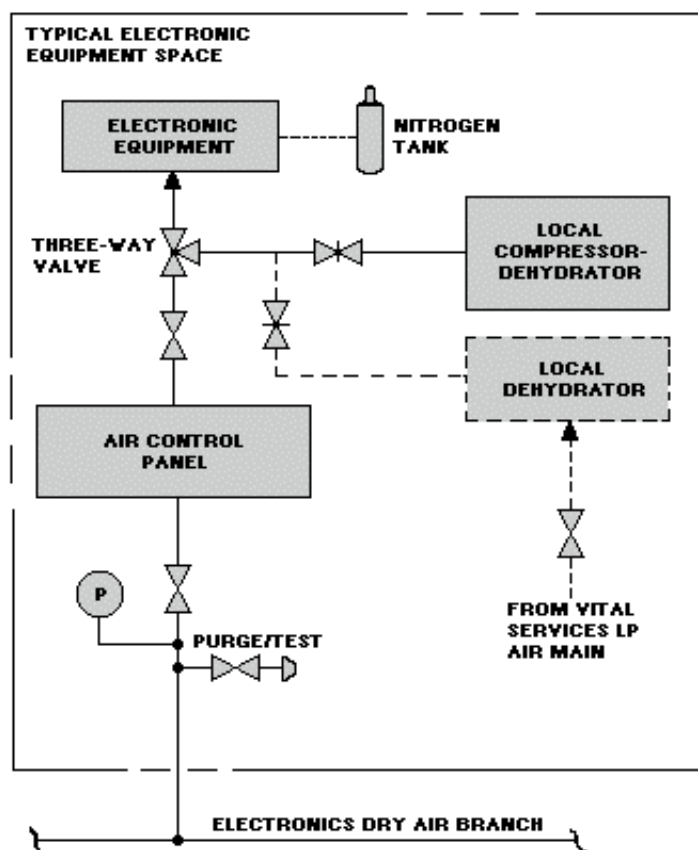 TYPICAL ELECTRONIC
EQUIPMENT SPACE
ELECTRONIC
EQUIPMENT
NITROGEN
TANK
THREE-WAY
VALVE
LOCAL
COMPRESSOR-
DEHYDRATOR
LOCAL
DEHYDRATOR
AIR CONTROL
PANEL
P
PURGE/TEST
FROM VITAL
SERVICES LP
AIR MAIN
ELECTRONICS DRY AIR BRANCH